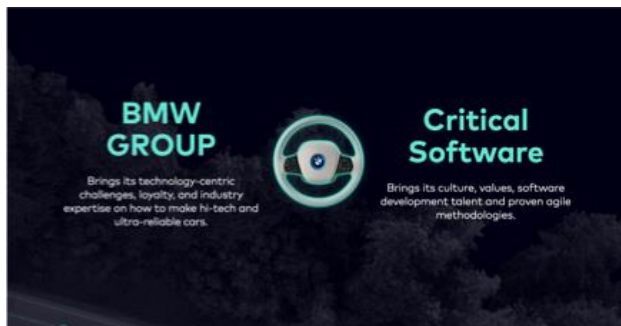 BMW
GROUP
Brings its technology-centric
challenges, loyalty, and industry
expertise on how to make hi-tech and
ultra-reliable cars.
Critical
Software
Brings its culture, values, software
development talent and proven agile
methodologies.